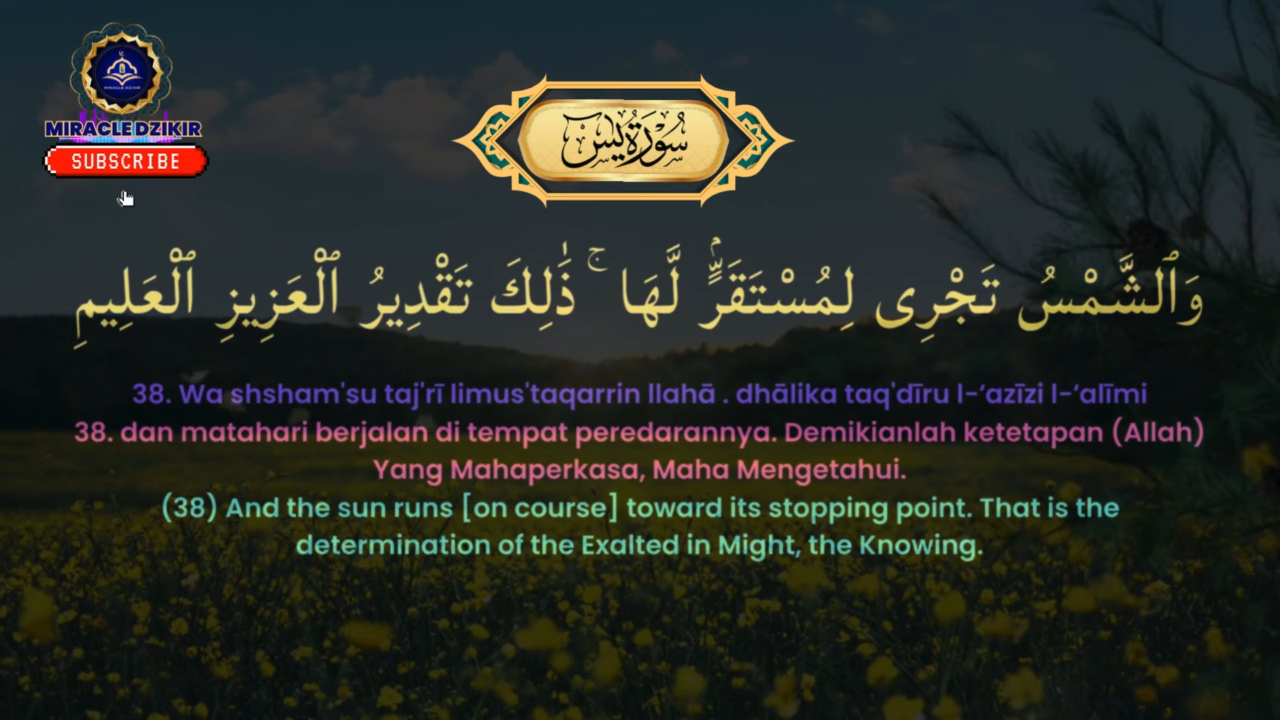 MIRACLEDZIKIR
SUBSCRIBE
سُورَةُ يس
وَٱلشَّمْسُ تَجْرِى لِمُسْتَقَرٍّۢ لَّهَا ۚ ذَٰلِكَ تَقْدِيرُ ٱلْعَزِيزِ ٱلْعَلِيمِ
38. Wa shsham'su taj'rī limus'taqarrin llahā . dhālika taq'dīru l-‘azīzi l-‘alīmi
38. dan matahari berjalan di tempat peredarannya. Demikianlah ketetapan (Allah)
Yang Mahaperkasa, Maha Mengetahui.
(38) And the sun runs [on course] toward its stopping point. That is the
determination of the Exalted in Might, the Knowing.